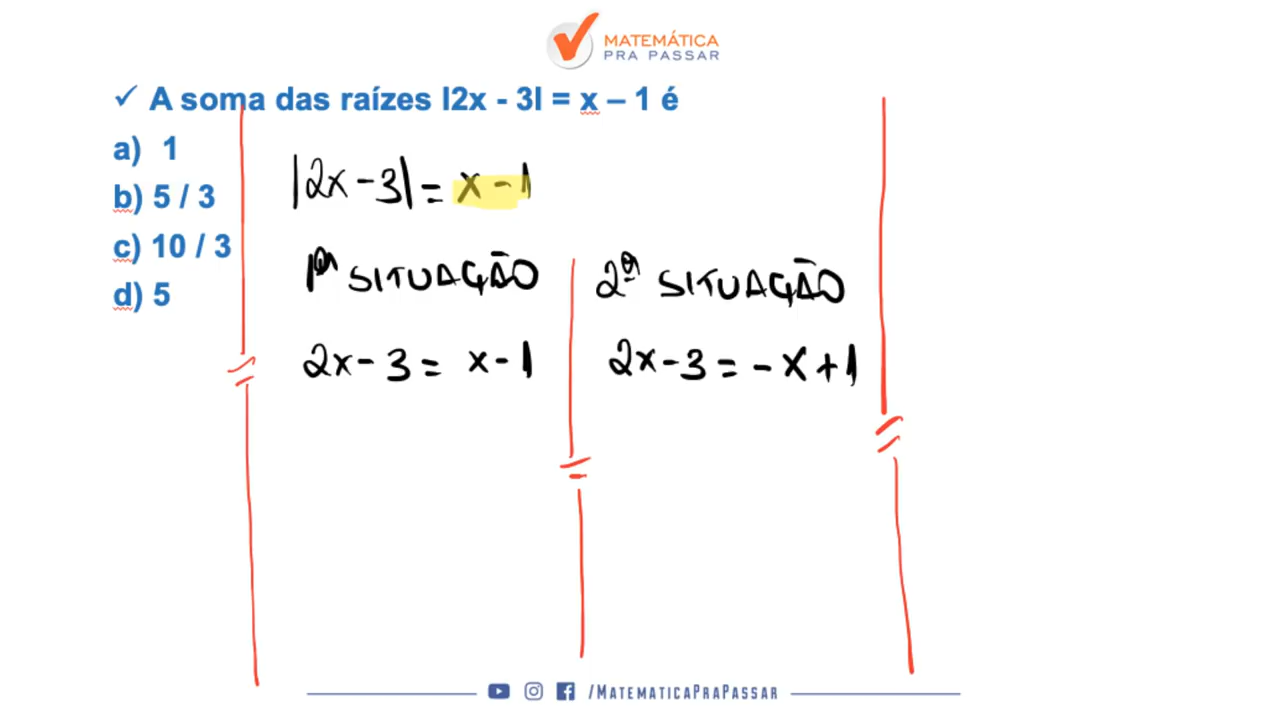 MATEMÁTICA
PRA PASSAR
✓ A soma das raízes l2x - 3l = x – 1 é
a) 1
b) 5 / 3
c) 10 / 3
d) 5
|2x - 3| = x - 1
1ª SITUAÇÃO
2x - 3 = x - 1
2ª SITUAÇÃO
2x - 3 = - x + 1
/MATEMATICAPRAPASSAR